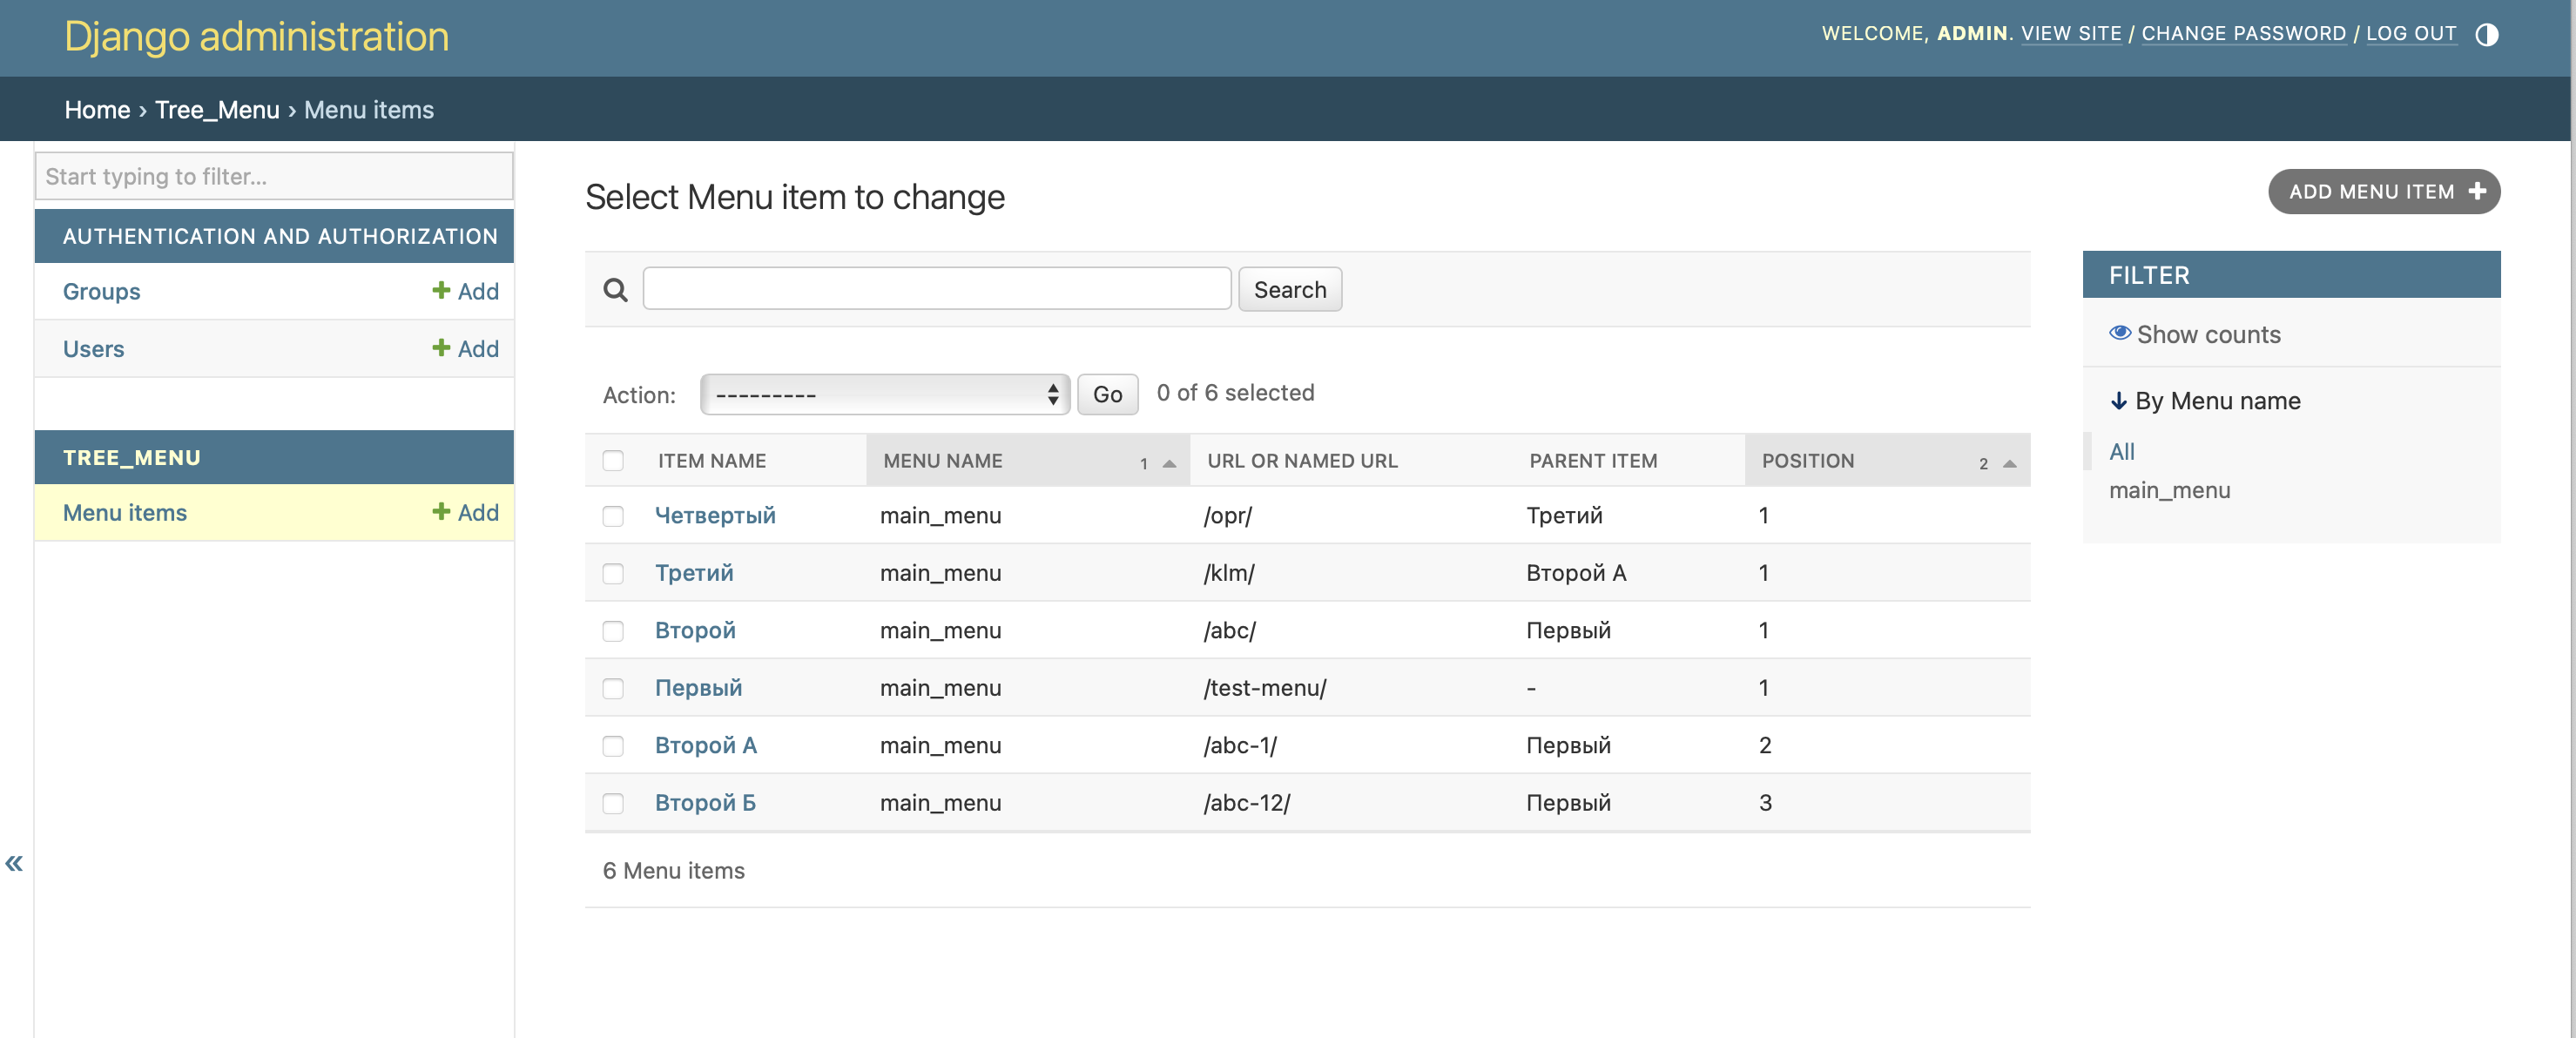 Django administration
WELCOME, ADMIN. VIEW SITE / CHANGE PASSWORD / LOG OUT
Home › Tree_Menu › Menu items
Start typing to filter...
AUTHENTICATION AND AUTHORIZATION
Groups + Add
Users + Add
TREE_MENU
Menu items + Add
«
Select Menu item to change
ADD MENU ITEM +
Search
Action: --------- Go 0 of 6 selected
ITEM NAME MENU NAME 1 URL OR NAMED URL PARENT ITEM POSITION 2
Четвертый main_menu /opr/ Третий 1
Третий main_menu /klm/ Второй А 1
Второй main_menu /abc/ Первый 1
Первый main_menu /test-menu/ - 1
Второй А main_menu /abc-1/ Первый 2
Второй Б main_menu /abc-12/ Первый 3
6 Menu items
FILTER
Show counts
↓ By Menu name
All
main_menu